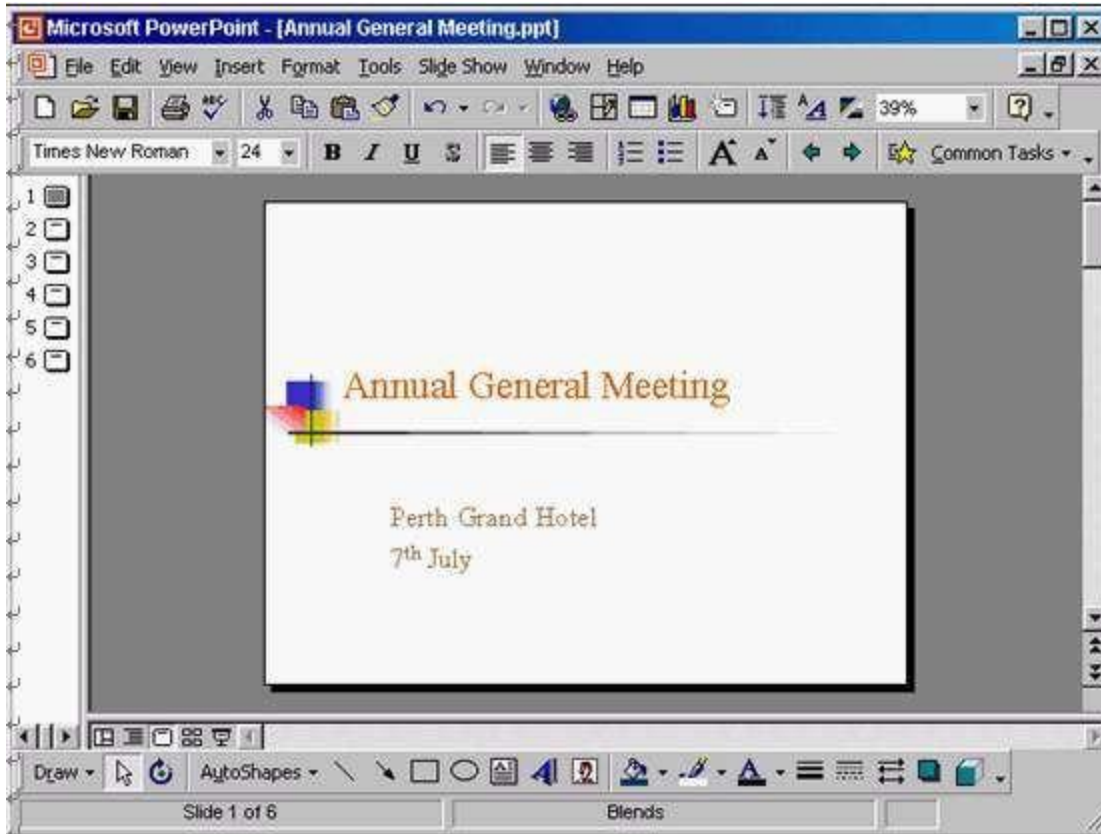 Microsoft PowerPoint - [Annual General Meeting.ppt]
File Edit View Insert Format Tools Slide Show Window Help
39%
Times New Roman 24 B I U S A A Common Tasks
1
2
3
4
5
6
Annual General Meeting
Perth Grand Hotel
7th July
Draw AutoShapes
Slide 1 of 6 Blends